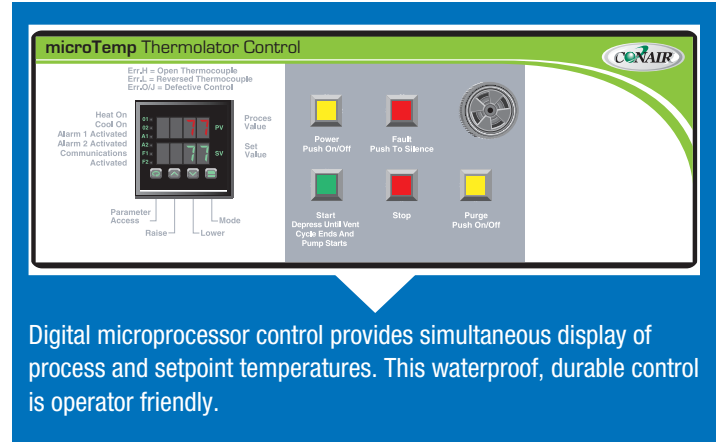 microTemp Thermolator Control
CONAIR
Err.H = Open Thermocouple
Err.L = Reversed Thermocouple
Err.O/J = Defective Control
Heat On
Cool On
Alarm 1 Activated
Alarm 2 Activated
Communications
Activated
O1
O2
A1
A2
F1
F2
77
PV
77
SV
Proces
Value
Set
Value
Parameter
Access
Raise
Lower
Mode
Power
Push On/Off
Fault
Push To Silence
Start
Depress Until Vent
Cycle Ends And
Pump Starts
Stop
Purge
Push On/Off
Digital microprocessor control provides simultaneous display of
process and setpoint temperatures. This waterproof, durable control
is operator friendly.